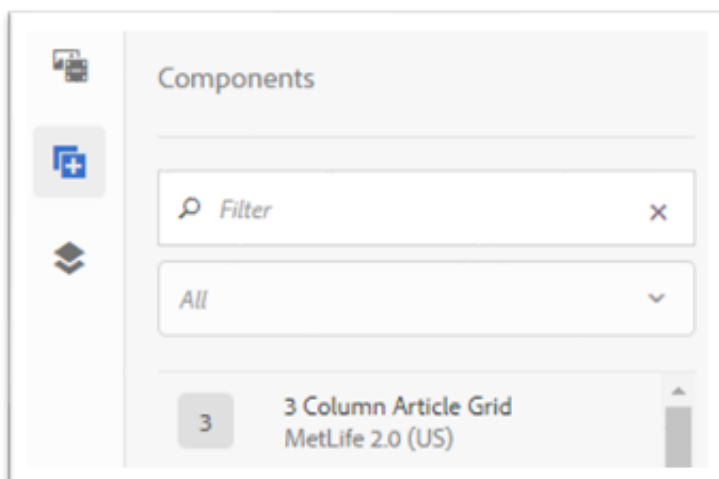 Components
Filter
All
3
3 Column Article Grid
MetLife 2.0 (US)